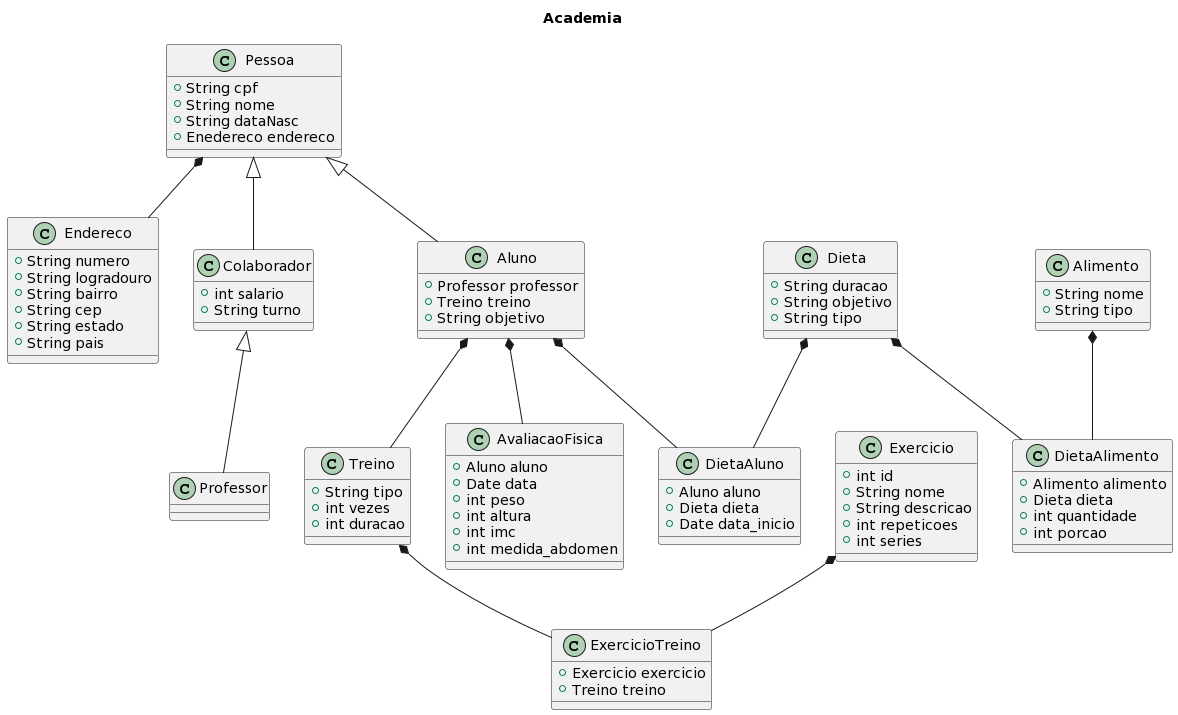 Academia
C Pessoa
String cpf
String nome
String dataNasc
Enedereco endereco
C Endereco
String numero
String logradouro
String bairro
String cep
String estado
String pais
C Colaborador
int salario
String turno
C Aluno
Professor professor
Treino treino
String objetivo
C Dieta
String duracao
String objetivo
String tipo
C Alimento
String nome
String tipo
C Professor
C Treino
String tipo
int vezes
int duracao
C AvaliacaoFisica
Aluno aluno
Date data
int peso
int altura
int imc
int medida_abdomen
C DietaAluno
Aluno aluno
Dieta dieta
Date data_inicio
C Exercicio
int id
String nome
String descricao
int repeticoes
int series
C DietaAlimento
Alimento alimento
Dieta dieta
int quantidade
int porcao
C ExercicioTreino
Exercicio exercicio
Treino treino